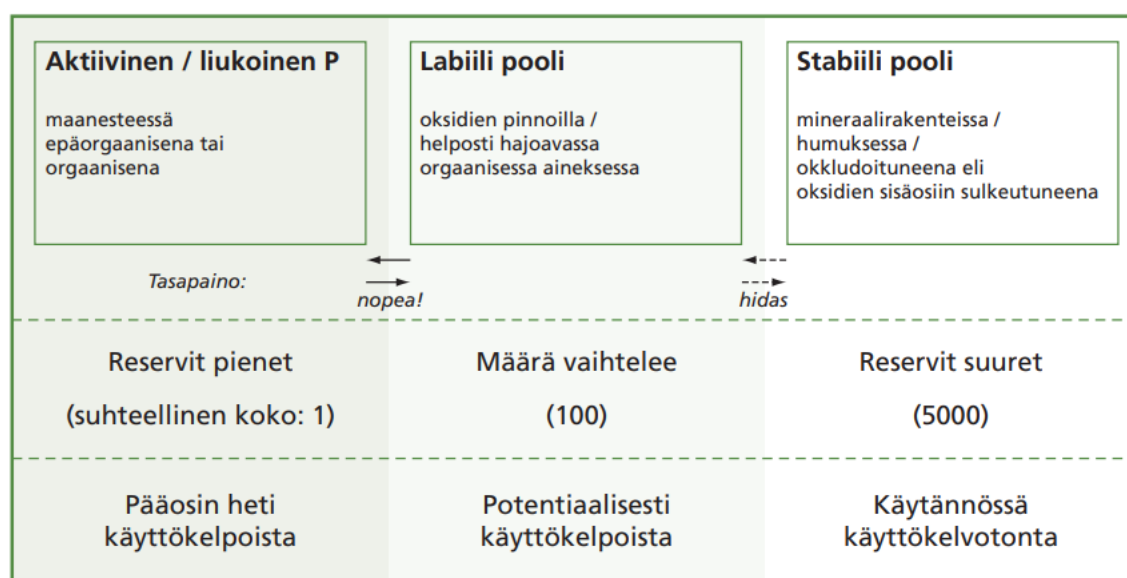 Aktiivinen / liukoinen P
maanesteessä
epäorgaanisena tai
orgaanisena
Labiili pooli
oksidien pinnoilla /
helposti hajoavassa
orgaanisessa aineksessa
Stabiili pooli
mineraalirakenteissa /
humuksessa /
okkludoituneena eli
oksidien sisäosiin sulkeutuneena
Tasapaino:
nopea!
hidas
Reservit pienet
(suhteellinen koko: 1)
Määrä vaihtelee
(100)
Reservit suuret
(5000)
Pääosin heti
käyttökelpoista
Potentiaalisesti
käyttökelpoista
Käytännössä
käyttökelvotonta